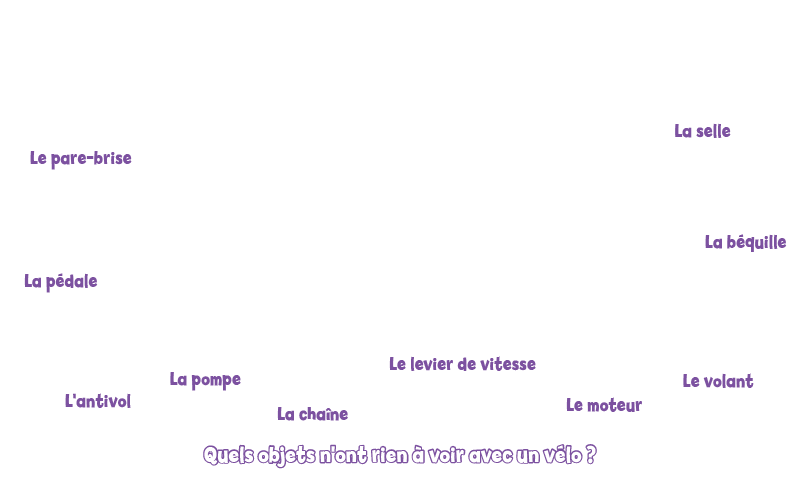 La selle
Le pare-brise
La béquille
La pédale
Le levier de vitesse
La pompe
Le volant
L'antivol
Le moteur
La chaîne
Quels objets n'ont rien à voir avec un vélo ?